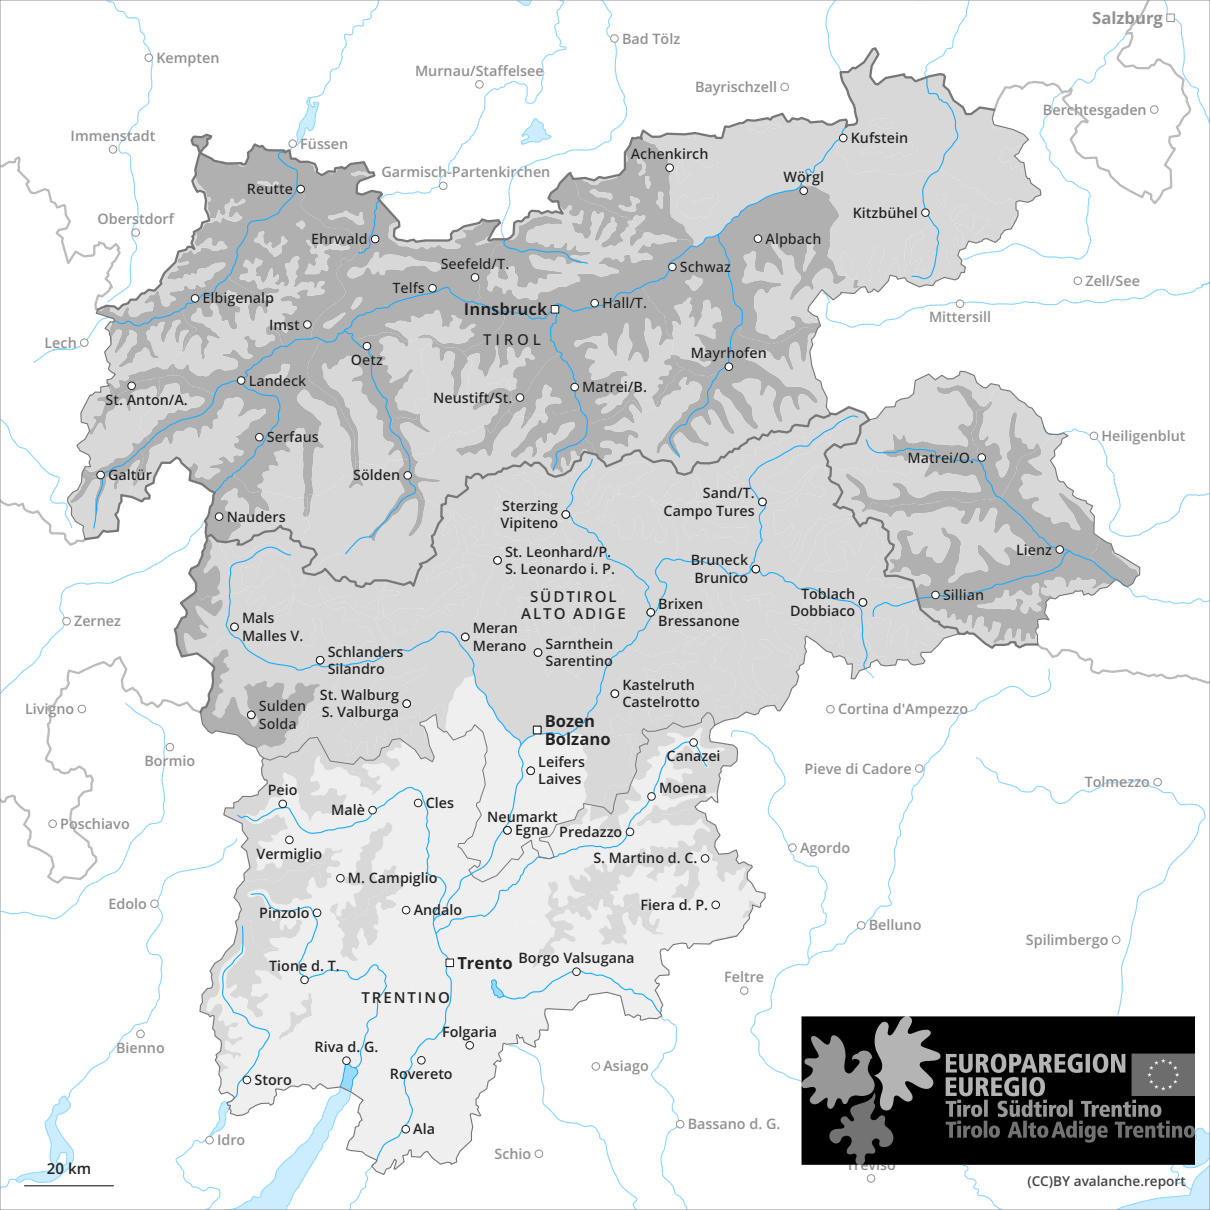 Salzburg
Bad Tölz
Kempten
Murnau/Staffelsee
Bayrischzell
Berchtesgaden
Immenstadt
Kufstein
Füssen
Achenkirch
Garmisch-Partenkirchen
Wörgl
Reutte
Oberstdorf
Kitzbühel
Ehrwald
Alpbach
Seefeld/T.
Schwaz
Zell/See
Telfs
Elbigenalp
Hall/T.
Innsbruck
Mittersill
Imst
TIROL
Lech
Mayrhofen
Oetz
Landeck
Matrei/B.
St. Anton/A.
Neustift/St.
Serfaus
Heiligenblut
Matrei/O.
Galtür
Sölden
Sand/T.
Campo Tures
Sterzing
Vipiteno
Nauders
Lienz
St. Leonhard/P.
S. Leonardo i. P.
Bruneck
Brunico
SÜDTIROL
ALTO ADIGE
Toblach
Dobbiaco
Sillian
Brixen
Bressanone
Mals
Malles V.
Zernez
Meran
Merano
Sarnthein
Sarentino
Schlanders
Silandro
Kastelruth
Castelrotto
St. Walburg
S. Valburga
Sulden
Solda
Livigno
Cortina d'Ampezzo
Bozen
Bolzano
Bormio
Canazei
Leifers
Laives
Pieve di Cadore
Tolmezzo
Peio
Moena
Malè
Cles
Neumarkt
Egna
Predazzo
Poschiavo
Vermiglio
Agordo
S. Martino d. C.
M. Campiglio
Edolo
Pinzolo
Andalo
Fiera d. P.
Belluno
Spilimbergo
Trento
Borgo Valsugana
Tione d. T.
Feltre
TRENTINO
Folgaria
Bienno
Riva d. G.
Rovereto
Asiago
Storo
EUROPAREGION
EUREGIO
Tirol Südtirol Trentino
Tirolo Alto Adige Trentino
Ala
Bassano d. G.
Idro
Schio
Treviso
20 km
(CC)BY avalanche.report